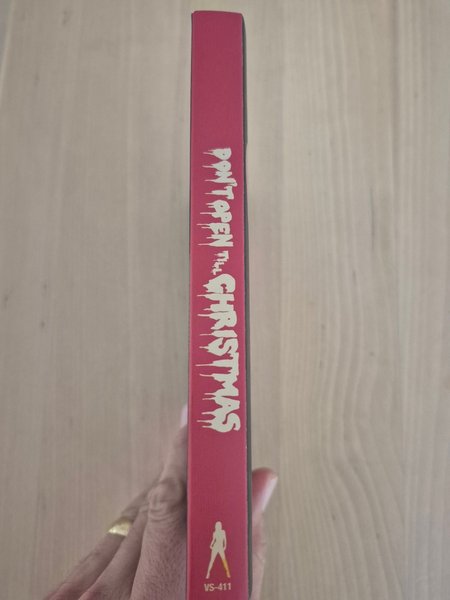 DON'T OPEN TILL CHRISTMAS
VS-411